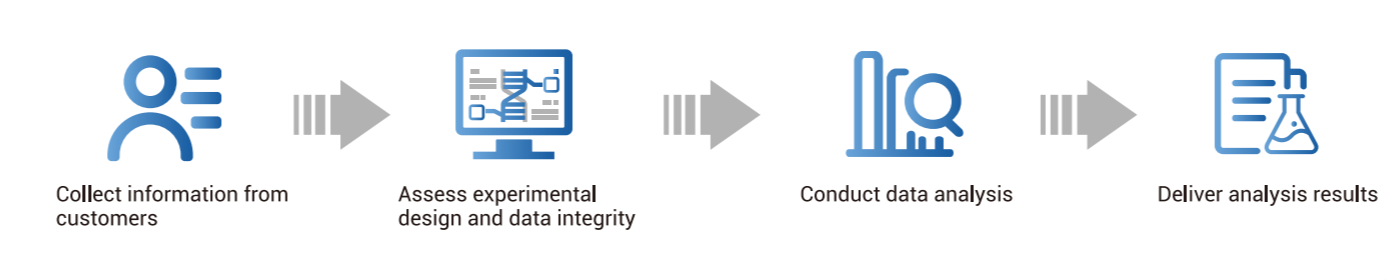 Collect information from
customers
Assess experimental
design and data integrity
Conduct data analysis
Deliver analysis results